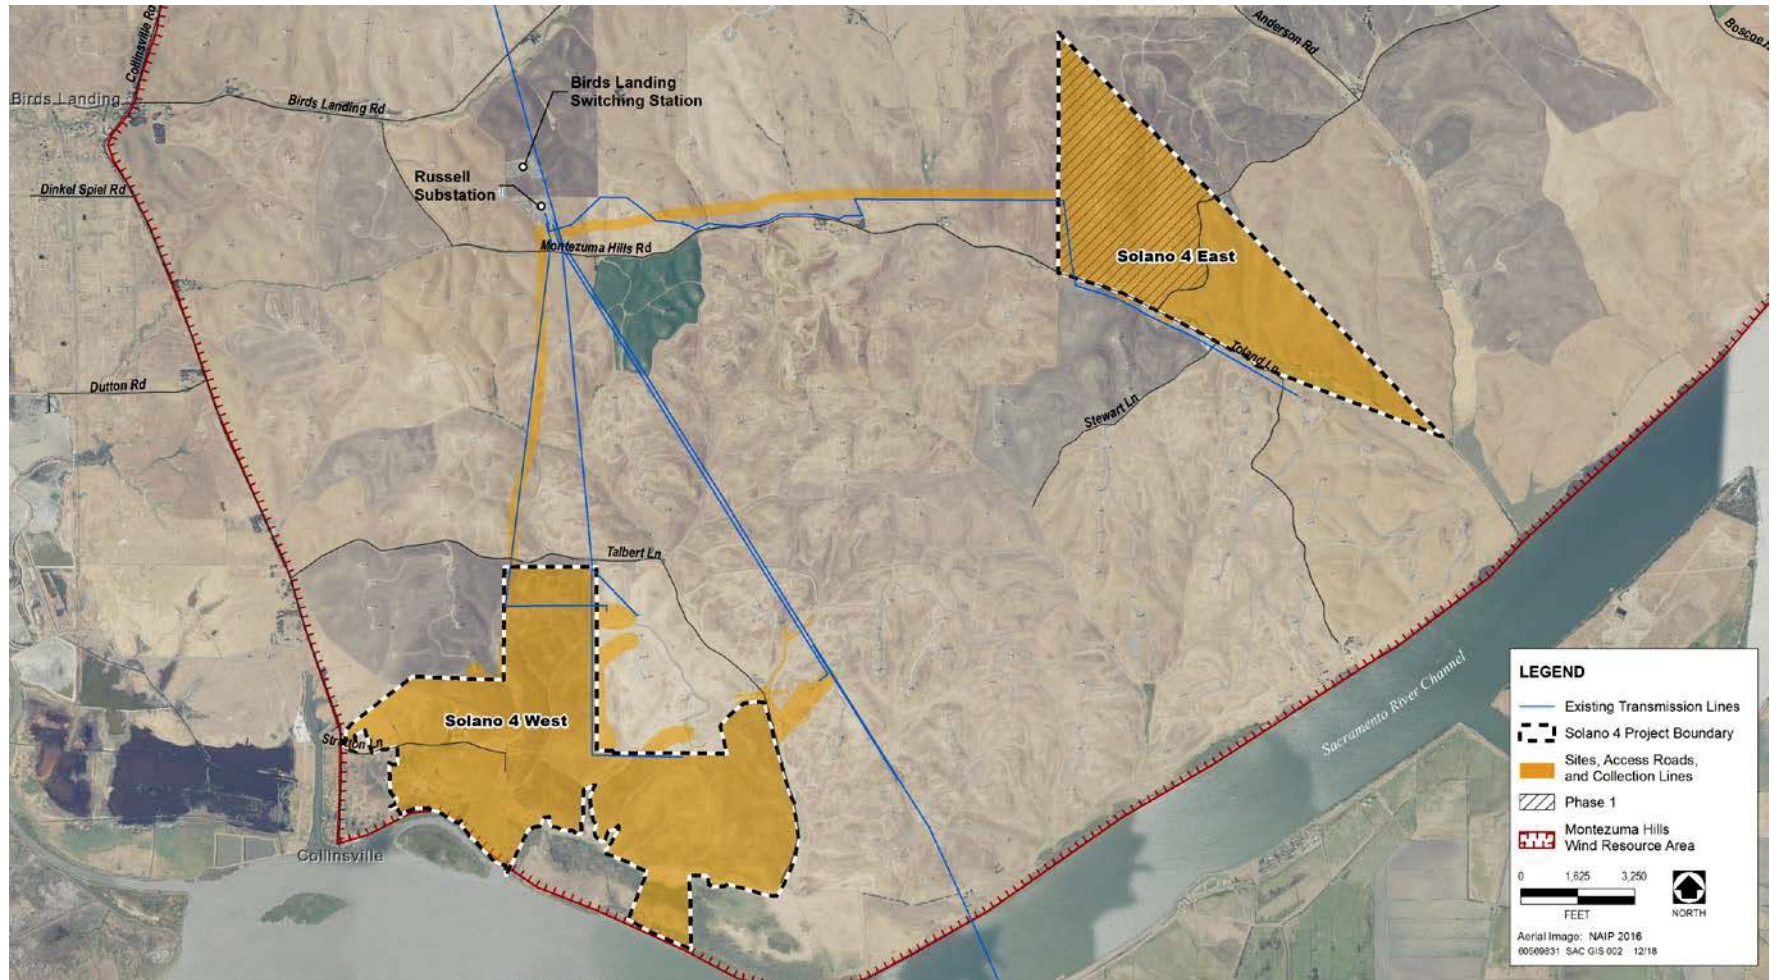 Collinsville Rd
Anderson Rd
Birds Landing
Birds Landing Rd
Birds Landing
Switching Station
Russell
Substation
Dinkel Spiel Rd
Montezuma Hills Rd
Solano 4 East
Toland Ln
Dutton Rd
Stewart Ln
Talbert Ln
Solano 4 West
Stratton Ln
Collinsville
Sacramento River Channel
LEGEND
Existing Transmission Lines
Solano 4 Project Boundary
Sites, Access Roads,
and Collection Lines
Phase 1
Montezuma Hills
Wind Resource Area
0 1,625 3,250
FEET
NORTH
Aerial Image: NAIP 2016
60569831 SAC GIS 002 12/18